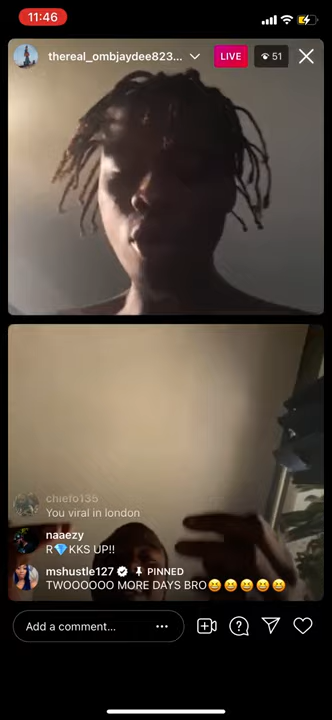 11:46
thereal_ombjaydee823...
LIVE
51
chiefo135
You viral in london
naaezy
R💎KKS UP!!
mshustle127 PINNED
TWOOOOOO MORE DAYS BRO😆😆😆😆😆
Add a comment...